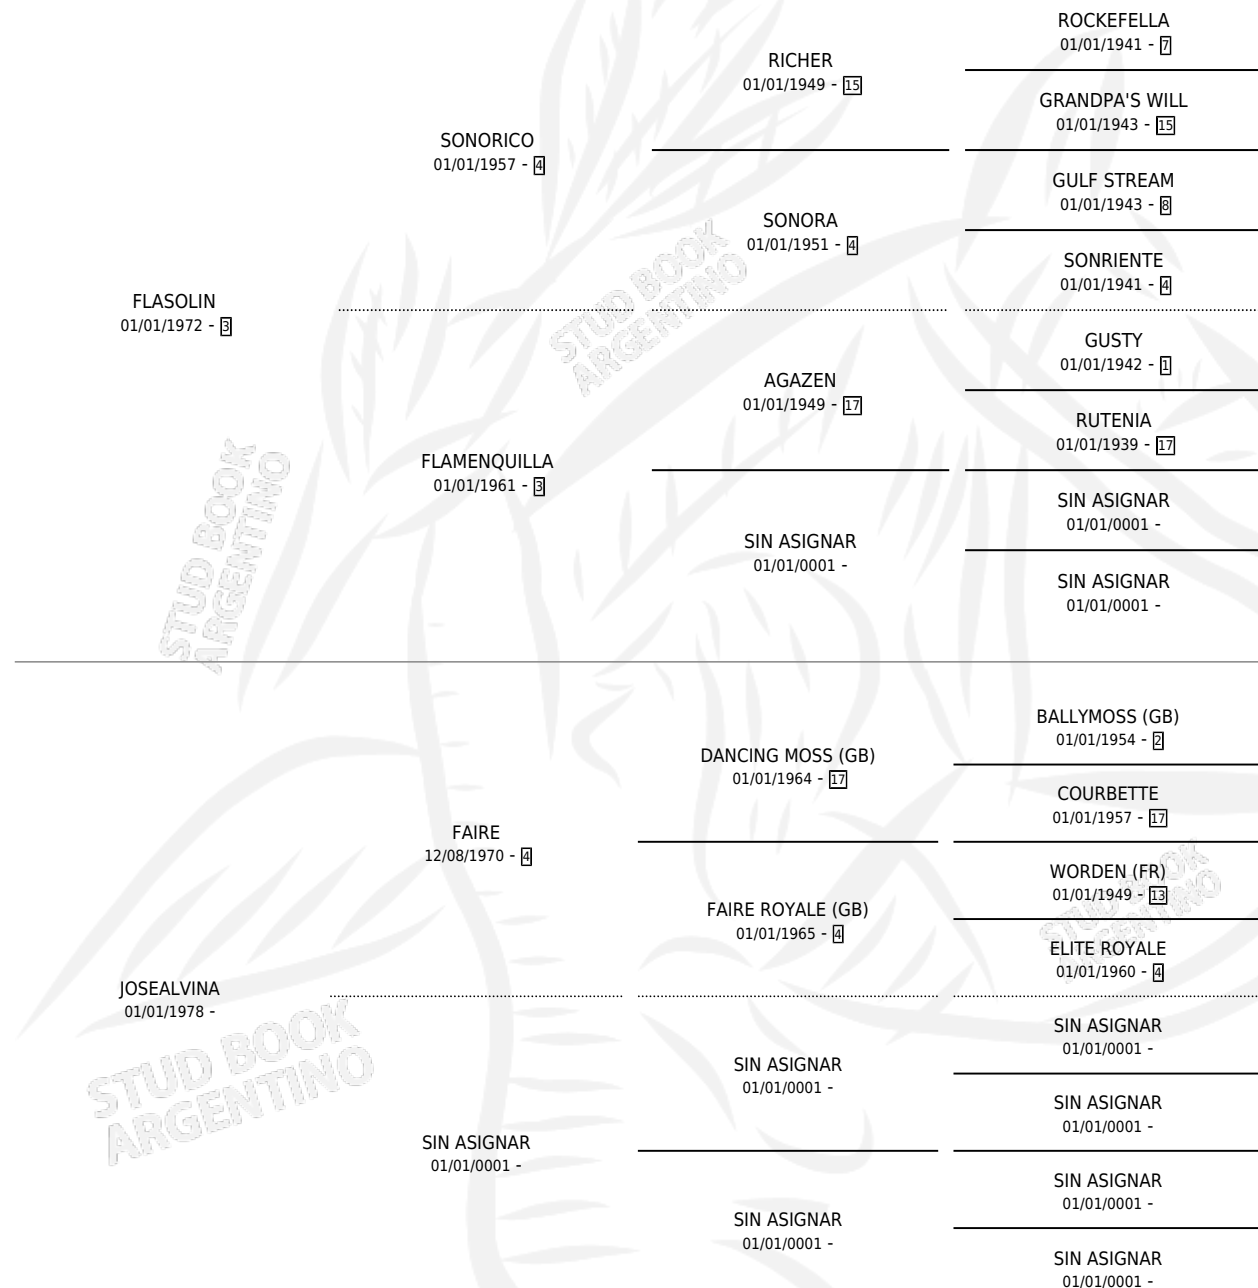 FLASOLIN
01/01/1972 - 3
SONORICO
01/01/1957 - 4
RICHER
01/01/1949 - 15
ROCKEFELLA
01/01/1941 - 7
GRANDPA'S WILL
01/01/1943 - 15
SONORA
01/01/1951 - 4
GULF STREAM
01/01/1943 - 8
SONRIENTE
01/01/1941 - 4
FLAMENQUILLA
01/01/1961 - 3
AGAZEN
01/01/1949 - 17
GUSTY
01/01/1942 - 1
RUTENIA
01/01/1939 - 17
SIN ASIGNAR
01/01/0001 -
SIN ASIGNAR
01/01/0001 -
SIN ASIGNAR
01/01/0001 -
JOSEALVINA
01/01/1978 -
FAIRE
12/08/1970 - 4
DANCING MOSS (GB)
01/01/1964 - 17
BALLYMOSS (GB)
01/01/1954 - 2
COURBETTE
01/01/1957 - 17
FAIRE ROYALE (GB)
01/01/1965 - 4
WORDEN (FR)
01/01/1949 - 13
ELITE ROYALE
01/01/1960 - 4
SIN ASIGNAR
01/01/0001 -
SIN ASIGNAR
01/01/0001 -
SIN ASIGNAR
01/01/0001 -
SIN ASIGNAR
01/01/0001 -
SIN ASIGNAR
01/01/0001 -
SIN ASIGNAR
01/01/0001 -
SIN ASIGNAR
01/01/0001 -
STUD BOOK
ARGENTINO
STUD BOOK
ARGENTINO
STUD BOOK
ARGENTINO
STUD BOOK
ARGENTINO